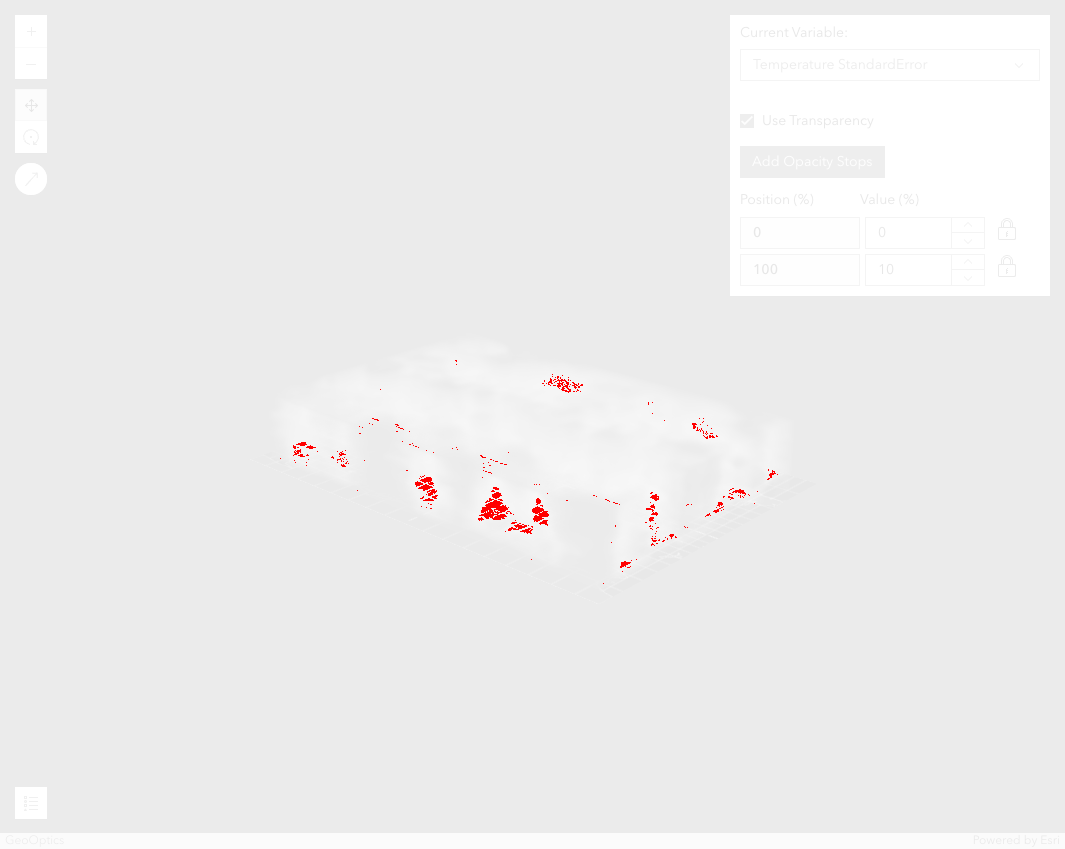 Current Variable:
Temperature StandardError
Use Transparency
Add Opacity Stops
Position (%) Value (%)
0 0
100 10
GeoOptics
Powered by Esri